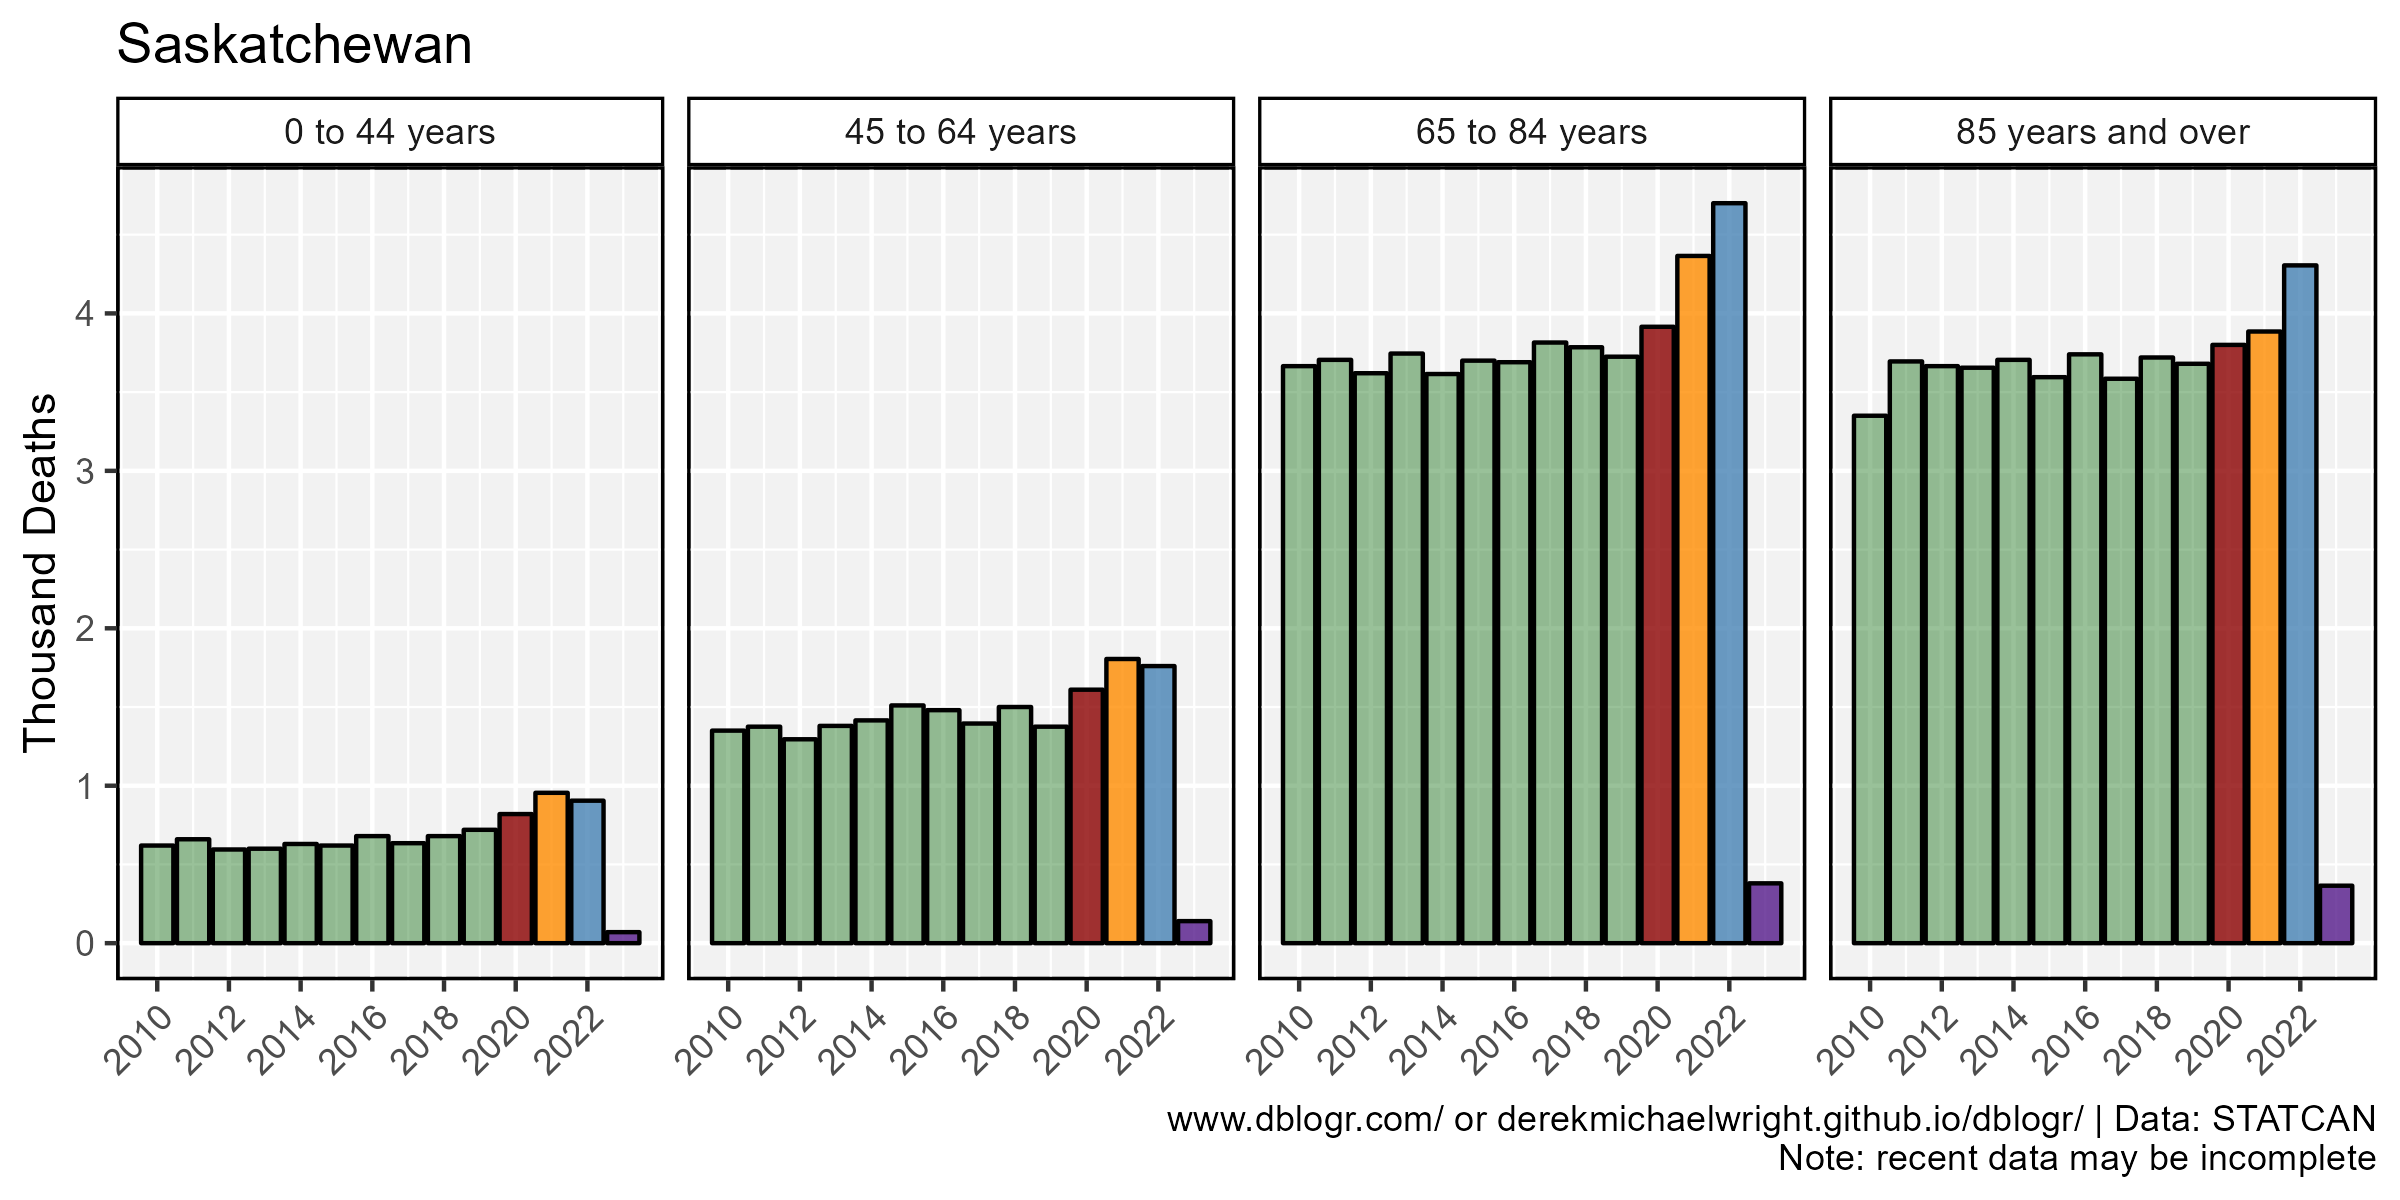 Saskatchewan
0 to 44 years
45 to 64 years
65 to 84 years
85 years and over
Thousand Deaths
4
3
2
1
0
2010 2012 2014 2016 2018 2020 2022
2010 2012 2014 2016 2018 2020 2022
2010 2012 2014 2016 2018 2020 2022
2010 2012 2014 2016 2018 2020 2022
www.dblogr.com/ or derekmichaelwright.github.io/dblogr/ | Data: STATCAN
Note: recent data may be incomplete